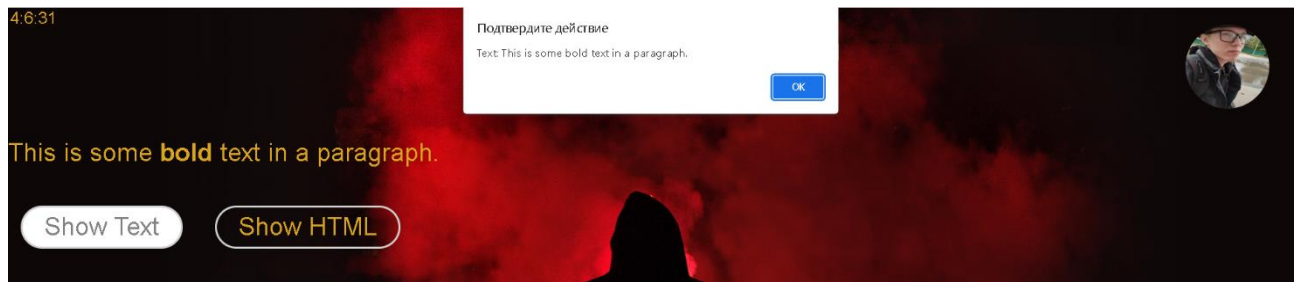 4:6:31
Подтвердите действие
Text: This is some bold text in a paragraph.
OK
This is some bold text in a paragraph.
Show Text
Show HTML